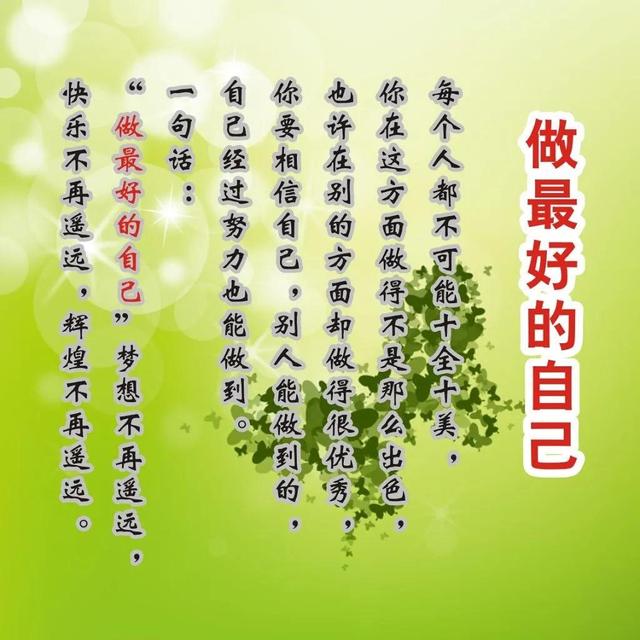 做最好的自己
每个人都不可能十全十美，
你在这方面做得不是那么出色，
也许在别的方面却做得很优秀，
你要相信自己，别人能做到的，
自己经过努力也能做到。
一句话：
“做最好的自己”梦想不再遥远，
快乐不再遥远，辉煌不再遥远。